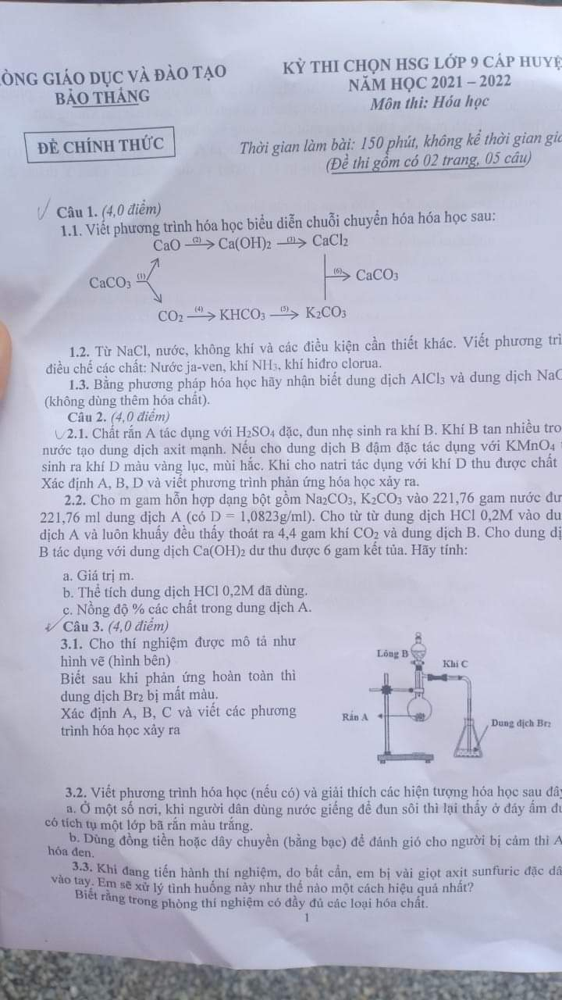 ÒNG GIÁO DỤC VÀ ĐÀO TẠO
BẢO THẮNG
KỲ THI CHỌN HSG LỚP 9 CẤP HUYỆ
NĂM HỌC 2021 – 2022
Môn thi: Hóa học
ĐỀ CHÍNH THỨC
Thời gian làm bài: 150 phút, không kể thời gian gia
(Đề thi gồm có 02 trang, 05 câu)
Câu 1. (4,0 điểm)
1.1. Viết phương trình hóa học biểu diễn chuỗi chuyển hóa hóa học sau:
CaO (2) → Ca(OH)₂ (3) → CaCl₂
CaCO₃ (1) (6) → CaCO₃
CO₂ (4) → KHCO₃ (5) → K₂CO₃
1.2. Từ NaCl, nước, không khí và các điều kiện cần thiết khác. Viết phương trì
điều chế các chất: Nước ja-ven, khí NH₃, khí hiđro clorua.
1.3. Bằng phương pháp hóa học hãy nhận biết dung dịch AlCl₃ và dung dịch NaO
(không dùng thêm hóa chất).
Câu 2. (4,0 điểm)
2.1. Chất rắn A tác dụng với H₂SO₄ đặc, đun nhẹ sinh ra khí B. Khí B tan nhiều tro
nước tạo dung dịch axit mạnh. Nếu cho dung dịch B đậm đặc tác dụng với KMnO₄
sinh ra khí D màu vàng lục, mùi hắc. Khi cho natri tác dụng với khí D thu được chất
Xác định A, B, D và viết phương trình phản ứng hóa học xảy ra.
2.2. Cho m gam hỗn hợp dạng bột gồm Na₂CO₃, K₂CO₃ vào 221,76 gam nước đư
221,76 ml dung dịch A (có D = 1,0823g/ml). Cho từ từ dung dịch HCl 0,2M vào du
dịch A và luôn khuấy đều thấy thoát ra 4,4 gam khí CO₂ và dung dịch B. Cho dung dị
B tác dụng với dung dịch Ca(OH)₂ dư thu được 6 gam kết tủa. Hãy tính:
a. Giá trị m.
b. Thể tích dung dịch HCl 0,2M đã dùng.
c. Nồng độ % các chất trong dung dịch A.
Câu 3. (4,0 điểm)
3.1. Cho thí nghiệm được mô tả như
hình vẽ (hình bên)
Biết sau khi phản ứng hoàn toàn thì
dung dịch Br₂ bị mất màu.
Xác định A, B, C và viết các phương
trình hóa học xảy ra
Lỏng B
Khí C
Rắn A
Dung dịch Br₂
3.2. Viết phương trình hóa học (nếu có) và giải thích các hiện tượng hóa học sau đây
a. Ở một số nơi, khi người dân dùng nước giếng để đun sôi thì lại thấy ở đáy ấm đu
có tích tụ một lớp bã rắn màu trắng.
b. Dùng đồng tiền hoặc dây chuyền (bằng bạc) để đánh gió cho người bị cảm thì A
hóa đen.
3.3. Khi đang tiến hành thí nghiệm, do bất cẩn, em bị vài giọt axit sunfuric đặc dâ
vào tay. Em sẽ xử lý tình huống này như thế nào một cách hiệu quả nhất?
Biết rằng trong phòng thí nghiệm có đầy đủ các loại hóa chất.
1